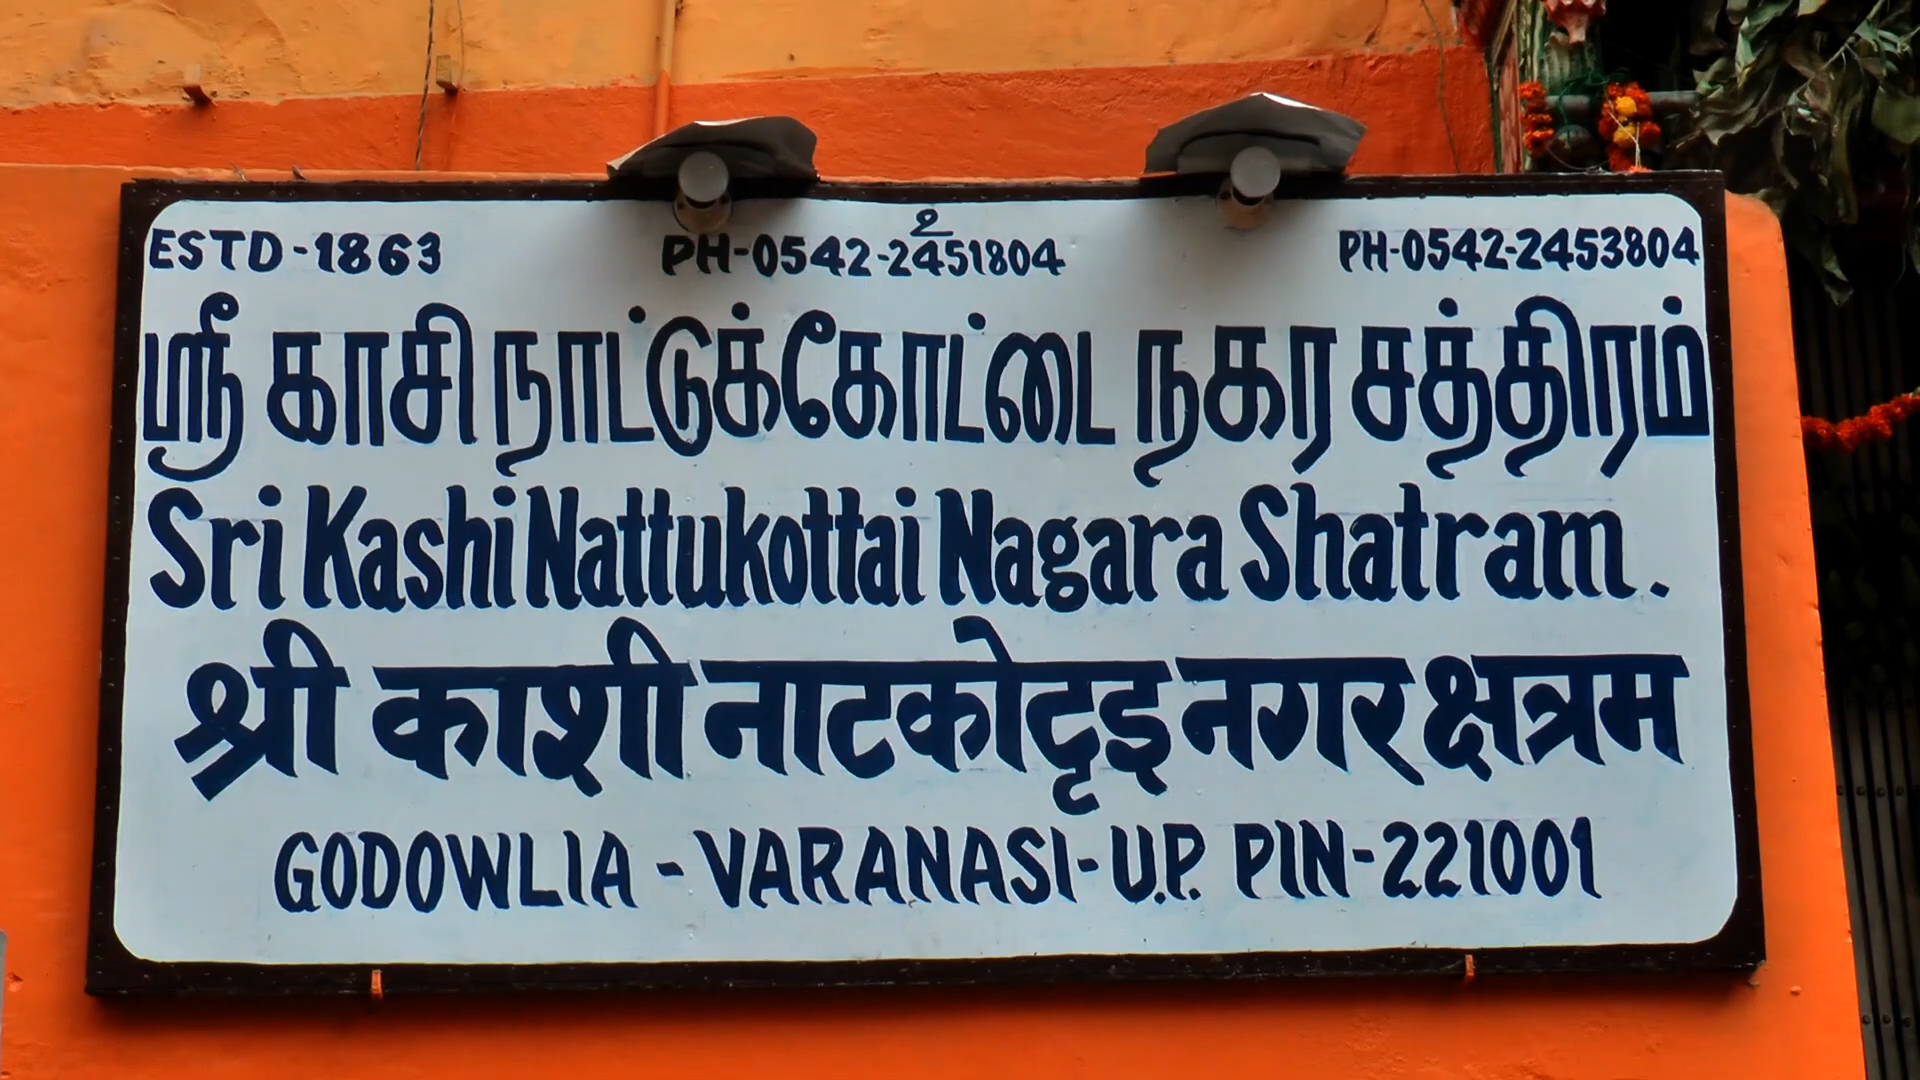 உ
ESTD-1863 PH-0542-2451804 PH-0542-2453804
ஸ்ரீ காசி நாட்டுக்கோட்டை நகர சத்திரம்
Sri Kashi Nattukottai Nagara Shatram.
श्री काशी नाटकोट्टइ नगर क्षत्रम
GODOWLIA - VARANASI - U.P. PIN-221001